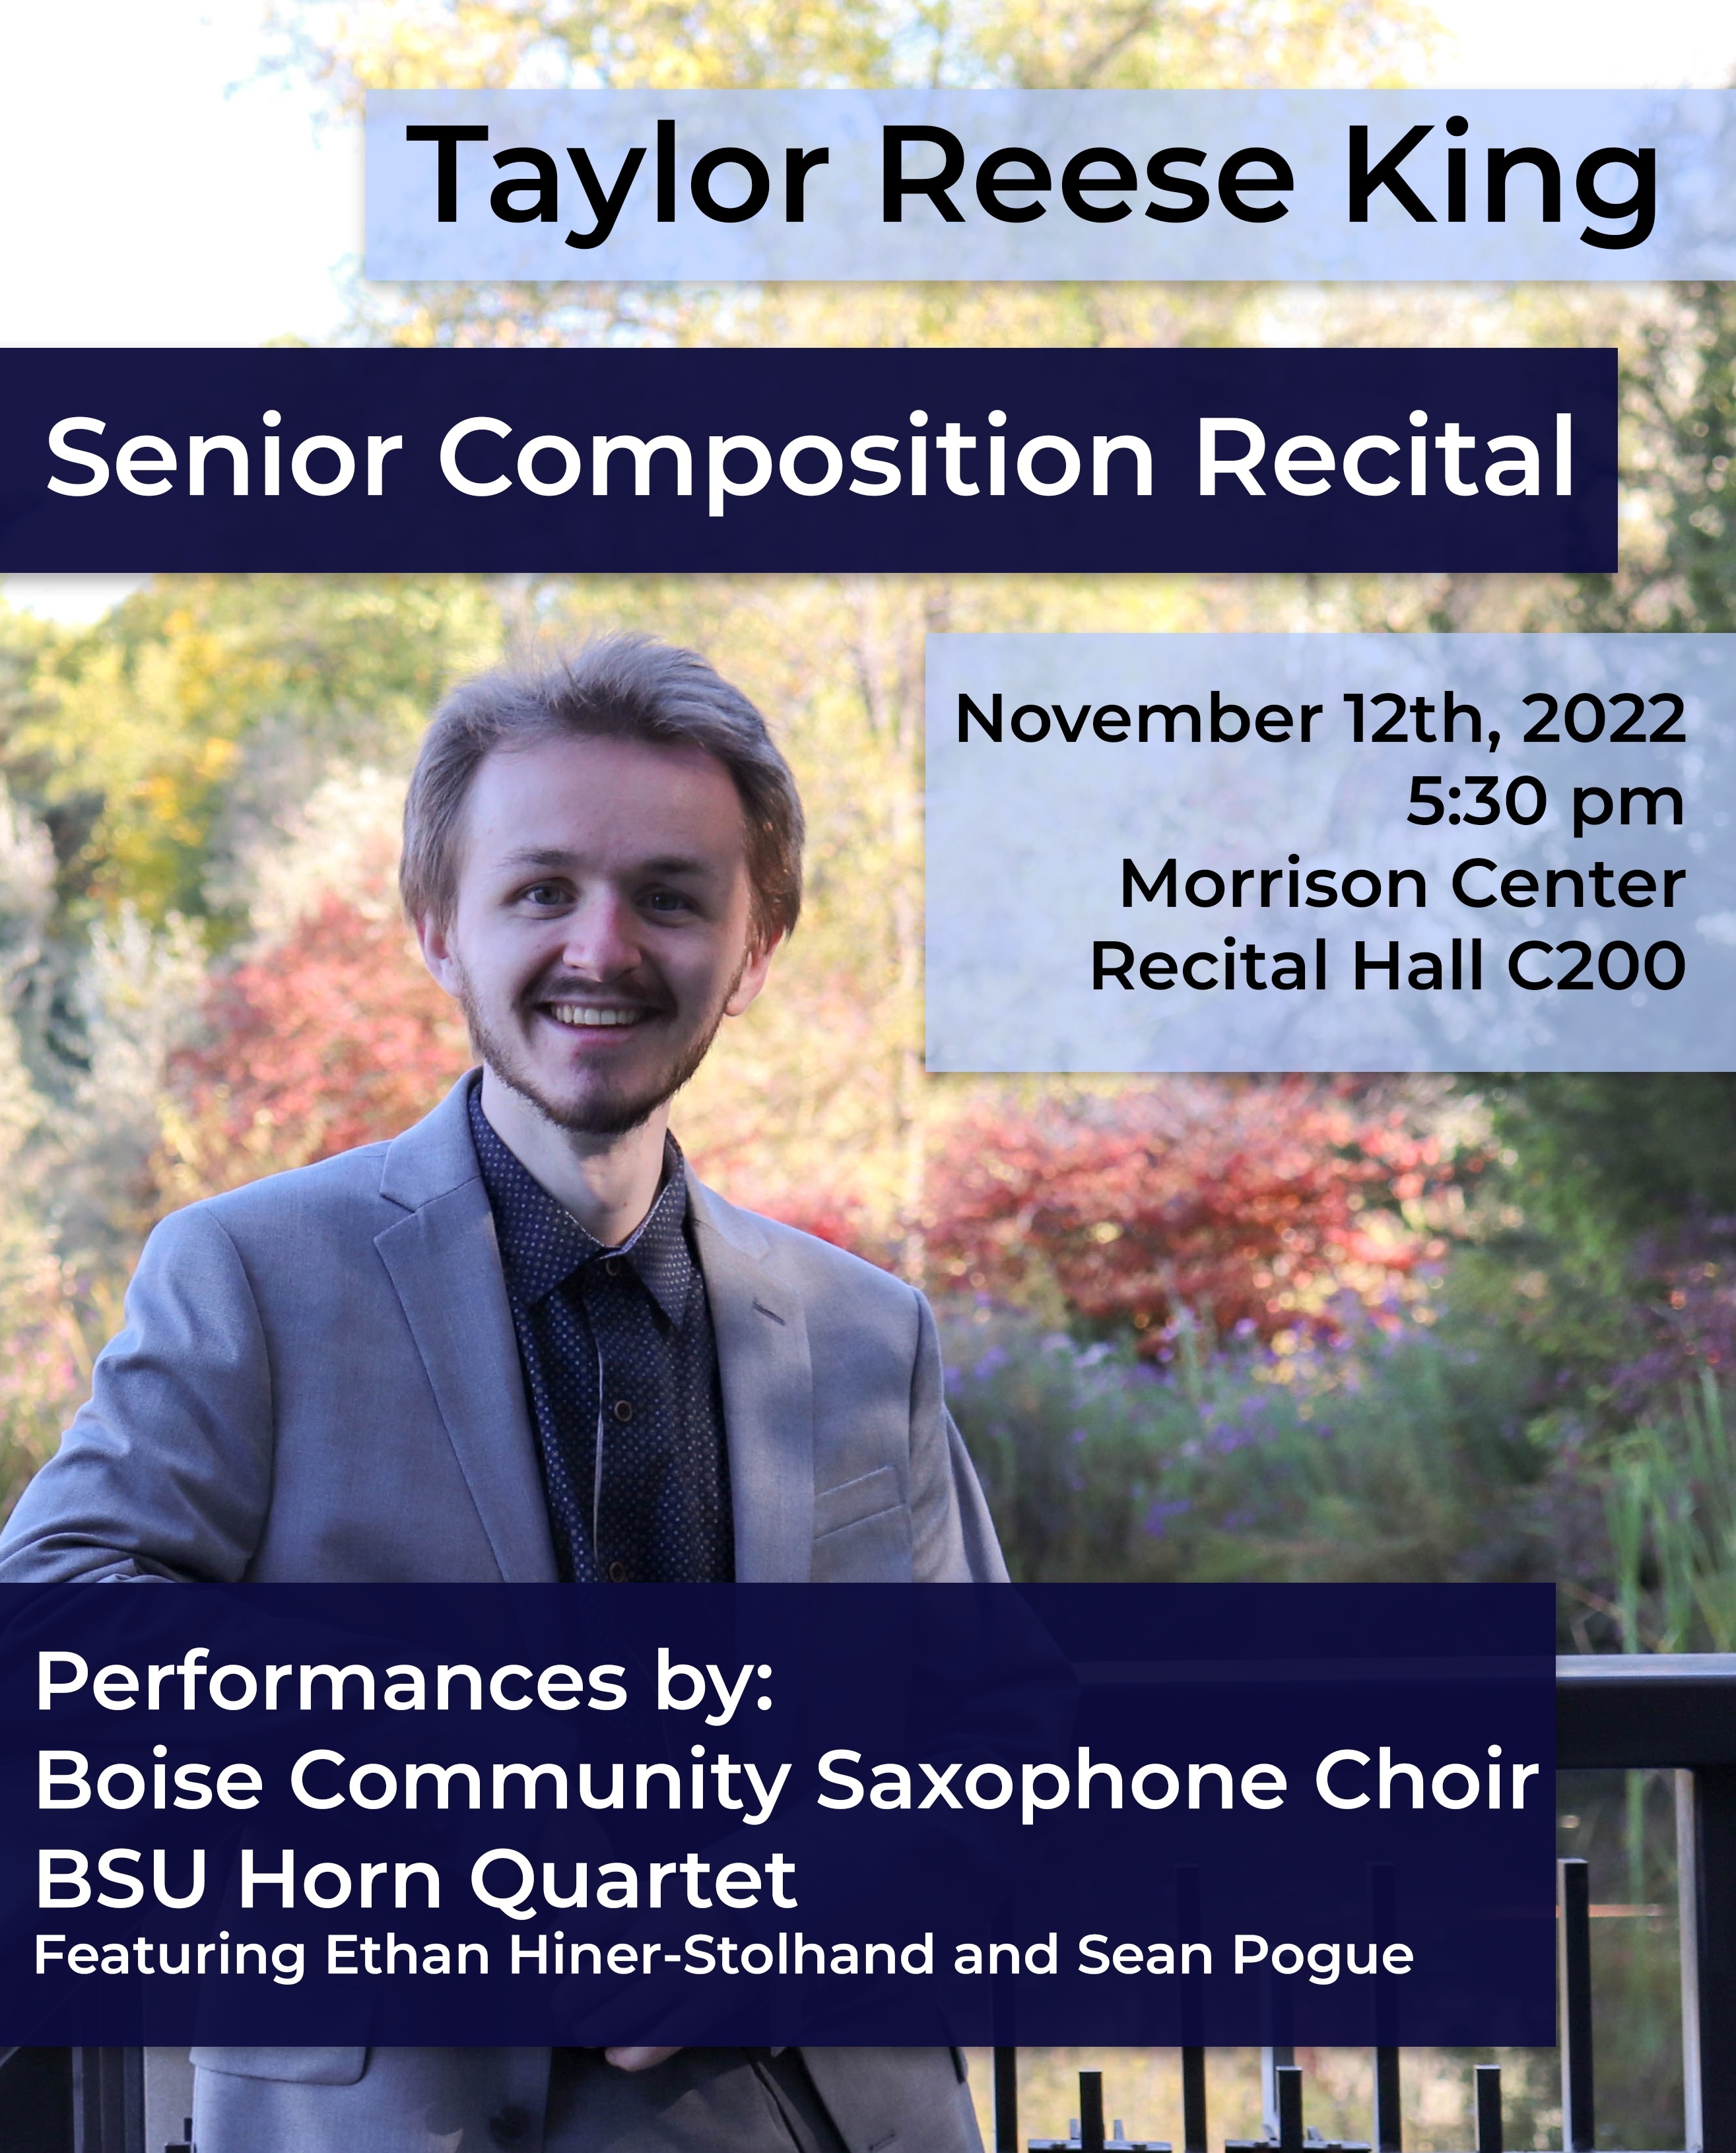 Taylor Reese King
Senior Composition Recital
November 12th, 2022
5:30 pm
Morrison Center
Recital Hall C200
Performances by:
Boise Community Saxophone Choir
BSU Horn Quartet
Featuring Ethan Hiner-Stolhand and Sean Pogue